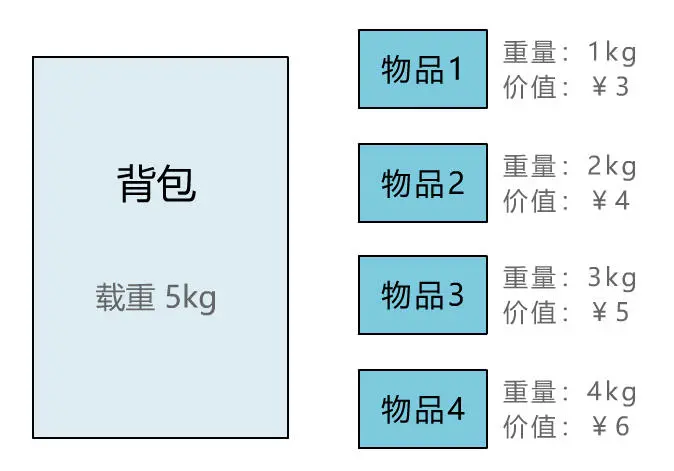 背包
载重 5kg
物品1
重量：1kg
价值：￥3
物品2
重量：2kg
价值：￥4
物品3
重量：3kg
价值：￥5
物品4
重量：4kg
价值：￥6